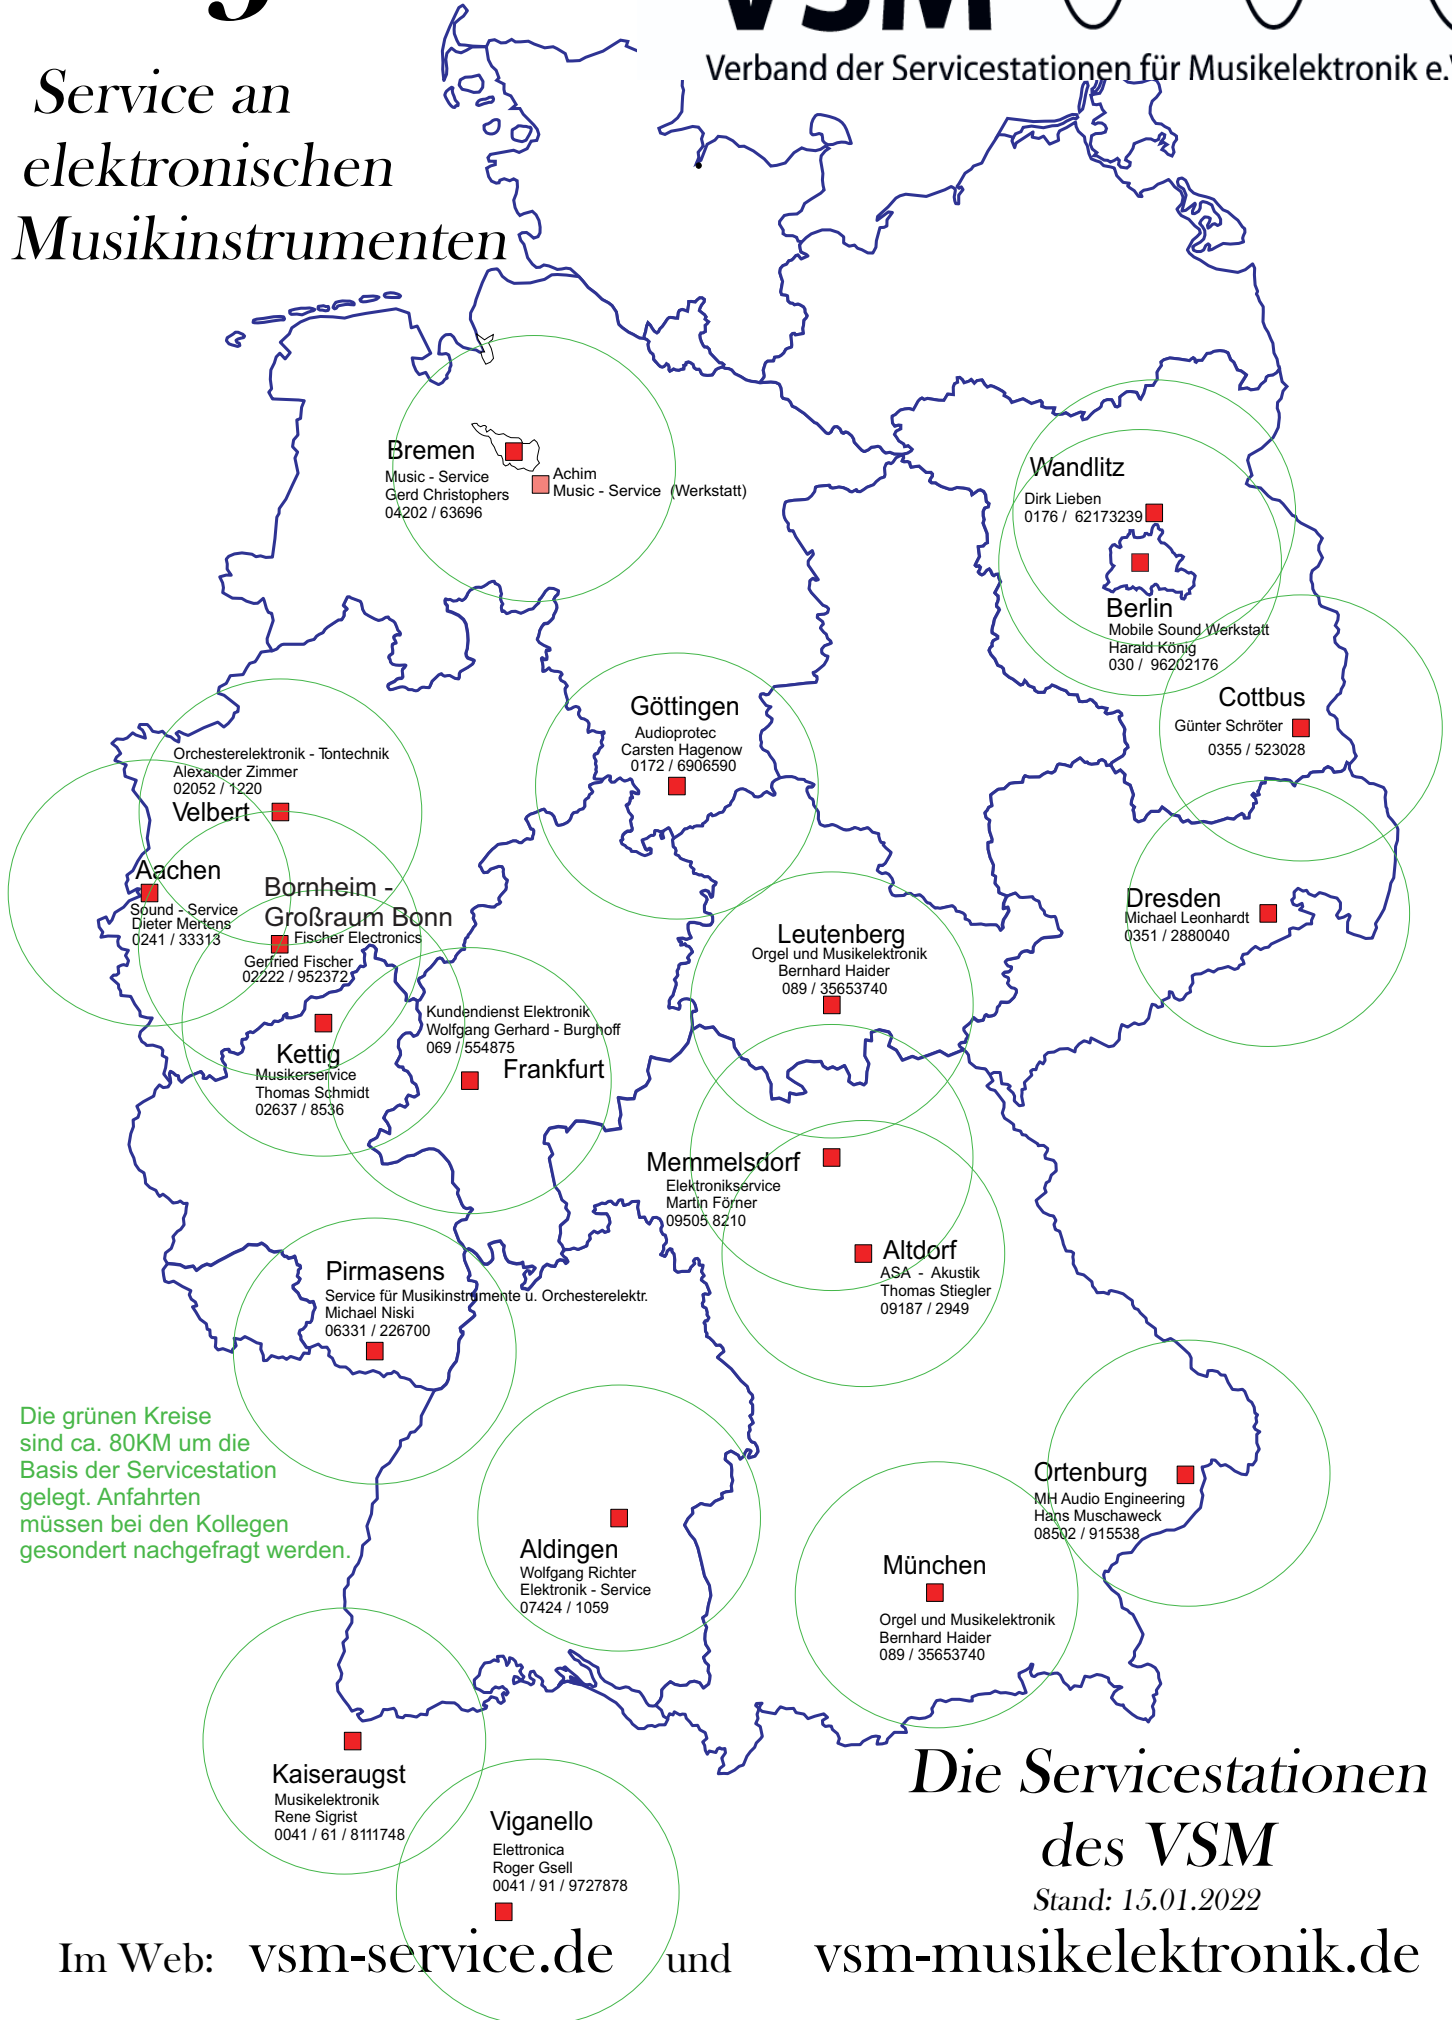 VSM
Verband der Servicestationen für Musikelektronik e.V
Service an
elektronischen
Musikinstrumenten
Bremen
Music - Service
Gerd Christophers
04202 / 63696
Achim
Music - Service (Werkstatt)
Wandlitz
Dirk Lieben
0176 / 62173239
Berlin
Mobile Sound Werkstatt
Harald König
030 / 96202176
Cottbus
Günter Schröter
0355 / 523028
Göttingen
Audioprotec
Carsten Hagenow
0172 / 6906590
Orchesterelektronik - Tontechnik
Alexander Zimmer
02052 / 1220
Velbert
Aachen
Sound - Service
Dieter Mertens
0241 / 33313
Bornheim -
Großraum Bonn
Fischer Electronics
Gerfried Fischer
02222 / 952372
Dresden
Michael Leonhardt
0351 / 2880040
Leutenberg
Orgel und Musikelektronik
Bernhard Haider
089 / 35653740
Kundendienst Elektronik
Wolfgang Gerhard - Burghoff
069 / 554875
Frankfurt
Kettig
Musikerservice
Thomas Schmidt
02637 / 8536
Memmelsdorf
Elektronikservice
Martin Förner
09505 8210
Altdorf
ASA - Akustik
Thomas Stiegler
09187 / 2949
Pirmasens
Service für Musikinstrumente u. Orchesterelektr.
Michael Niski
06331 / 226700
Die grünen Kreise
sind ca. 80KM um die
Basis der Servicestation
gelegt. Anfahrten
müssen bei den Kollegen
gesondert nachgefragt werden.
Ortenburg
MH Audio Engineering
Hans Muschaweck
08502 / 915538
Aldingen
Wolfgang Richter
Elektronik - Service
07424 / 1059
München
Orgel und Musikelektronik
Bernhard Haider
089 / 35653740
Kaiseraugst
Musikelektronik
Rene Sigrist
0041 / 61 / 8111748
Viganello
Elettronica
Roger Gsell
0041 / 91 / 9727878
Die Servicestationen
des VSM
Stand: 15.01.2022
Im Web: vsm-service.de und vsm-musikelektronik.de